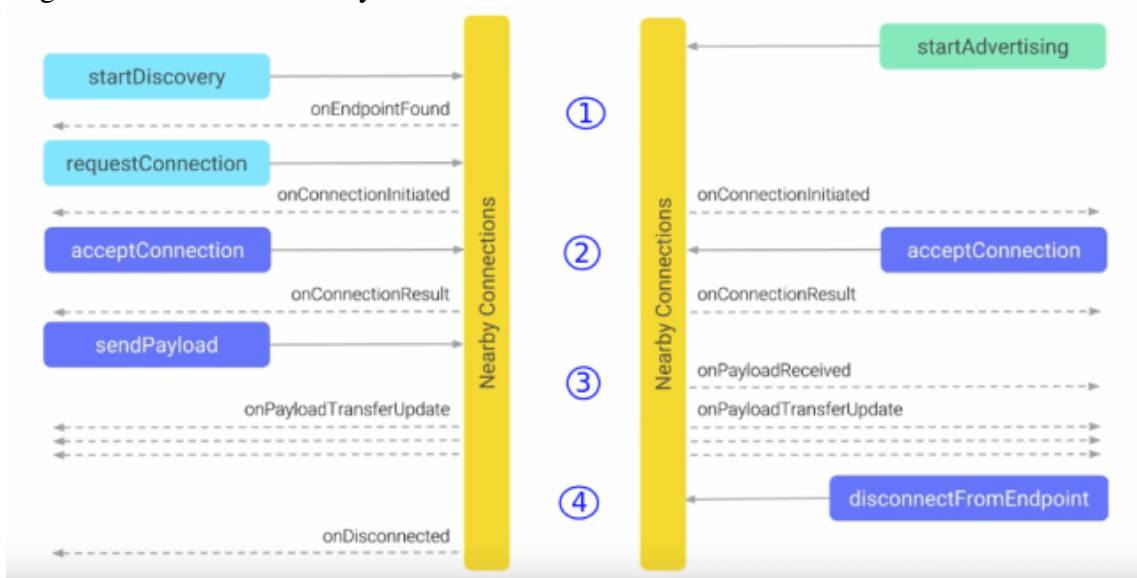 startAdvertising
startDiscovery
onEndpointFound
①
requestConnection
onConnectionInitiated
onConnectionInitiated
acceptConnection
②
acceptConnection
onConnectionResult
onConnectionResult
sendPayload
Nearby Connections
Nearby Connections
③
onPayloadReceived
onPayloadTransferUpdate
onPayloadTransferUpdate
④
disconnectFromEndpoint
onDisconnected